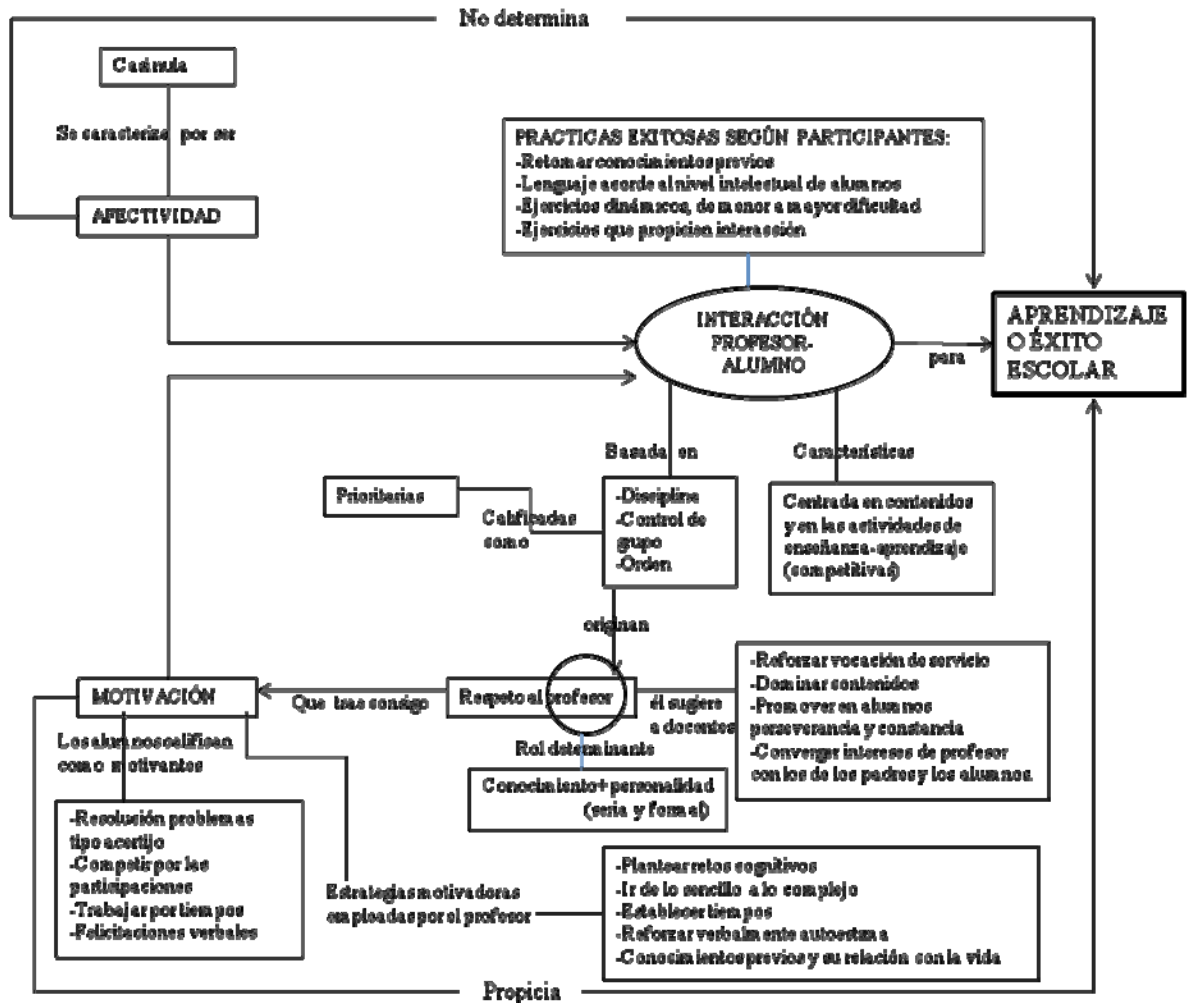 No determina
Casínula
Se caracteriza por ser
AFECTIVIDAD
PRACTICAS EXITOSAS SEGÚN PARTICIPANTES:
-Retomar conocimientos previos
-Lenguaje acorde al nivel intelectual de alumnos
-Ejercicios dinámicos, de menor a mayor dificultad
-Ejercicios que propicien interacción
INTERACCIÓN
PROFESOR-
ALUMNO
para
APRENDIZAJE
O ÉXITO
ESCOLAR
Basada en
Características
Prioritarias
Calificadas
como
-Disciplina
-Control de
grupo
-Orden
Centrada en contenidos
y en las actividades de
enseñanza-aprendizaje
(competitivas)
originan
MOTIVACIÓN
Que trae consigo
Respeto al profesor
él sugiere
a docentes
-Reforzar vocación de servicio
-Dominar contenidos
-Promover en alumnos
perseverancia y constancia
-Converger intereses de profesor
con los de los padres y los alumnos.
Rol determinante
Conocimiento+personalidad
(seria y formal)
Los alumnos califican
como motivantes
-Resolución problemas
tipo acertijo
-Competir por las
participaciones
-Trabajar por tiempos
-Felicitaciones verbales
Estrategias motivadoras
empleadas por el profesor
-Plantear retos cognitivos
-Ir de lo sencillo a lo complejo
-Establecer tiempos
-Reforzar verbalmente autoestima
-Conocimientos previos y su relación con la vida
Propicia